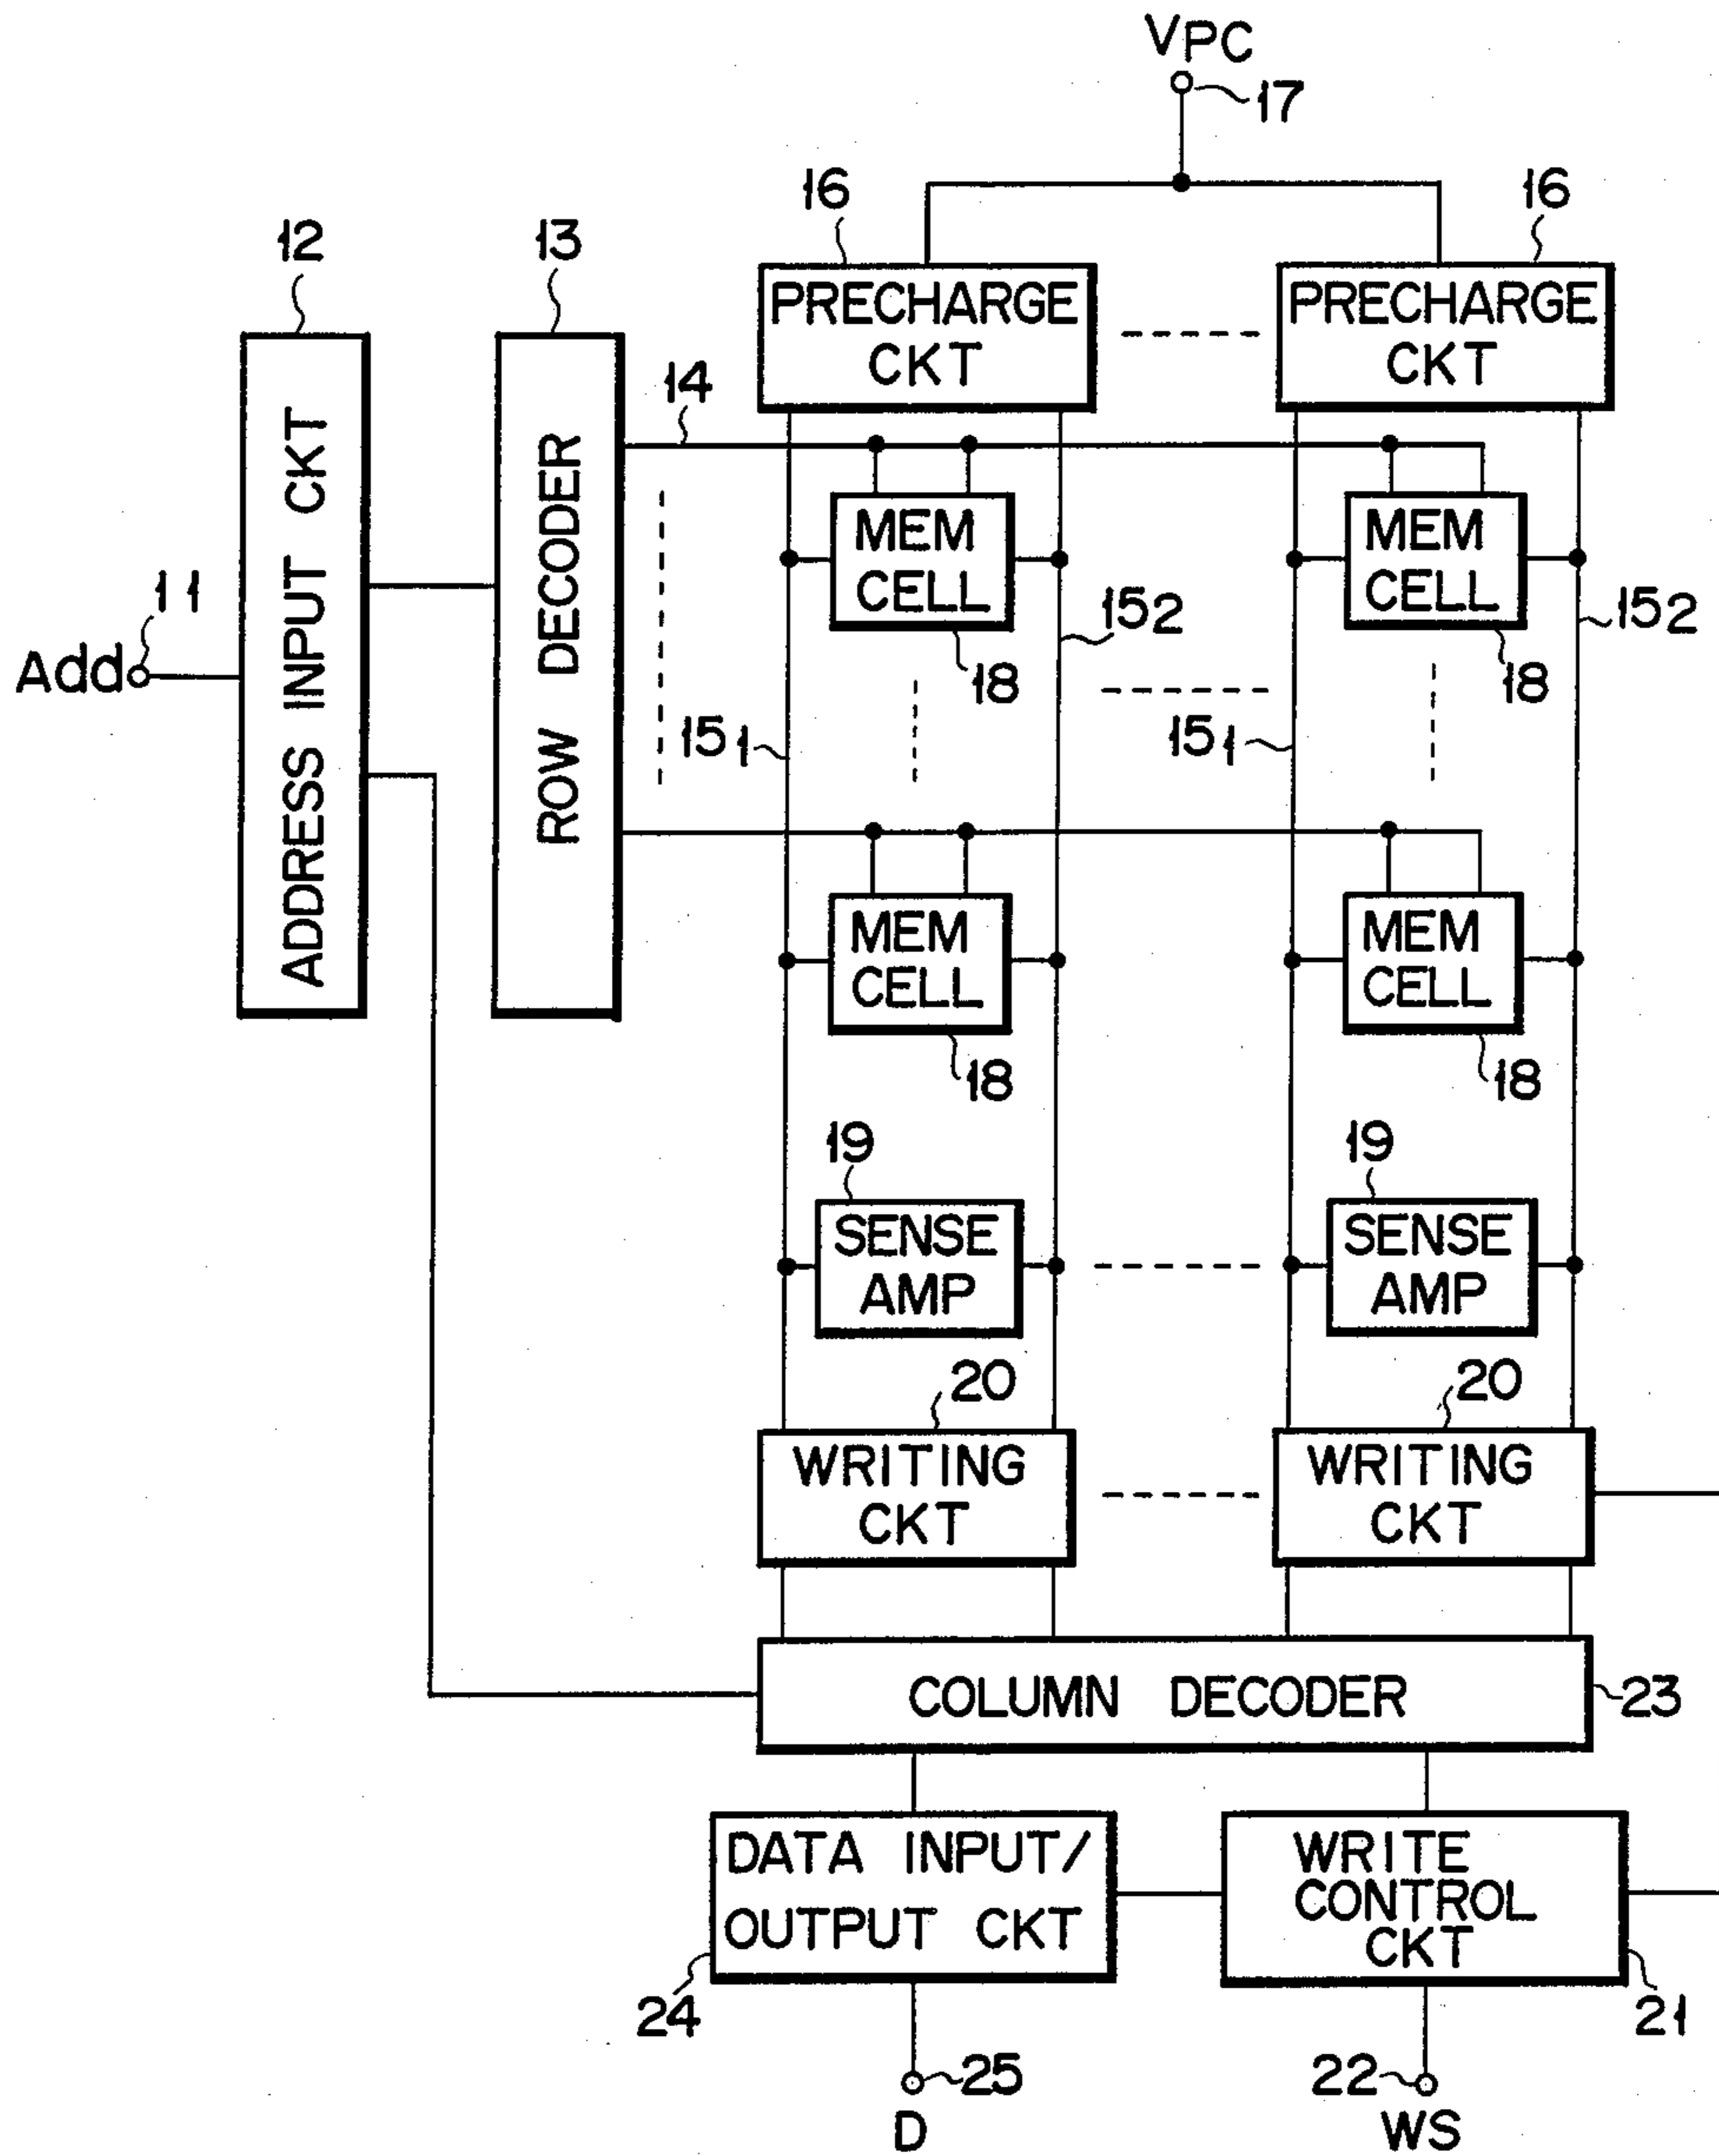 VPC
17
16
16
12
13
PRECHARGE
CKT
PRECHARGE
CKT
14
ADDRESS INPUT CKT
ROW DECODER
MEM
CELL
MEM
CELL
11
Add
152
152
18
18
151
151
MEM
CELL
MEM
CELL
18
18
19
19
SENSE
AMP
SENSE
AMP
20
20
WRITING
CKT
WRITING
CKT
COLUMN DECODER
23
DATA INPUT/
OUTPUT CKT
WRITE
CONTROL
CKT
24
21
25
22
D
WS